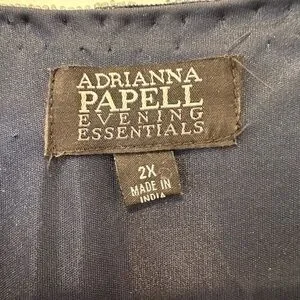 ADRIANNA
PAPELL
EVENING
ESSENTIALS
2X
MADE IN
INDIA